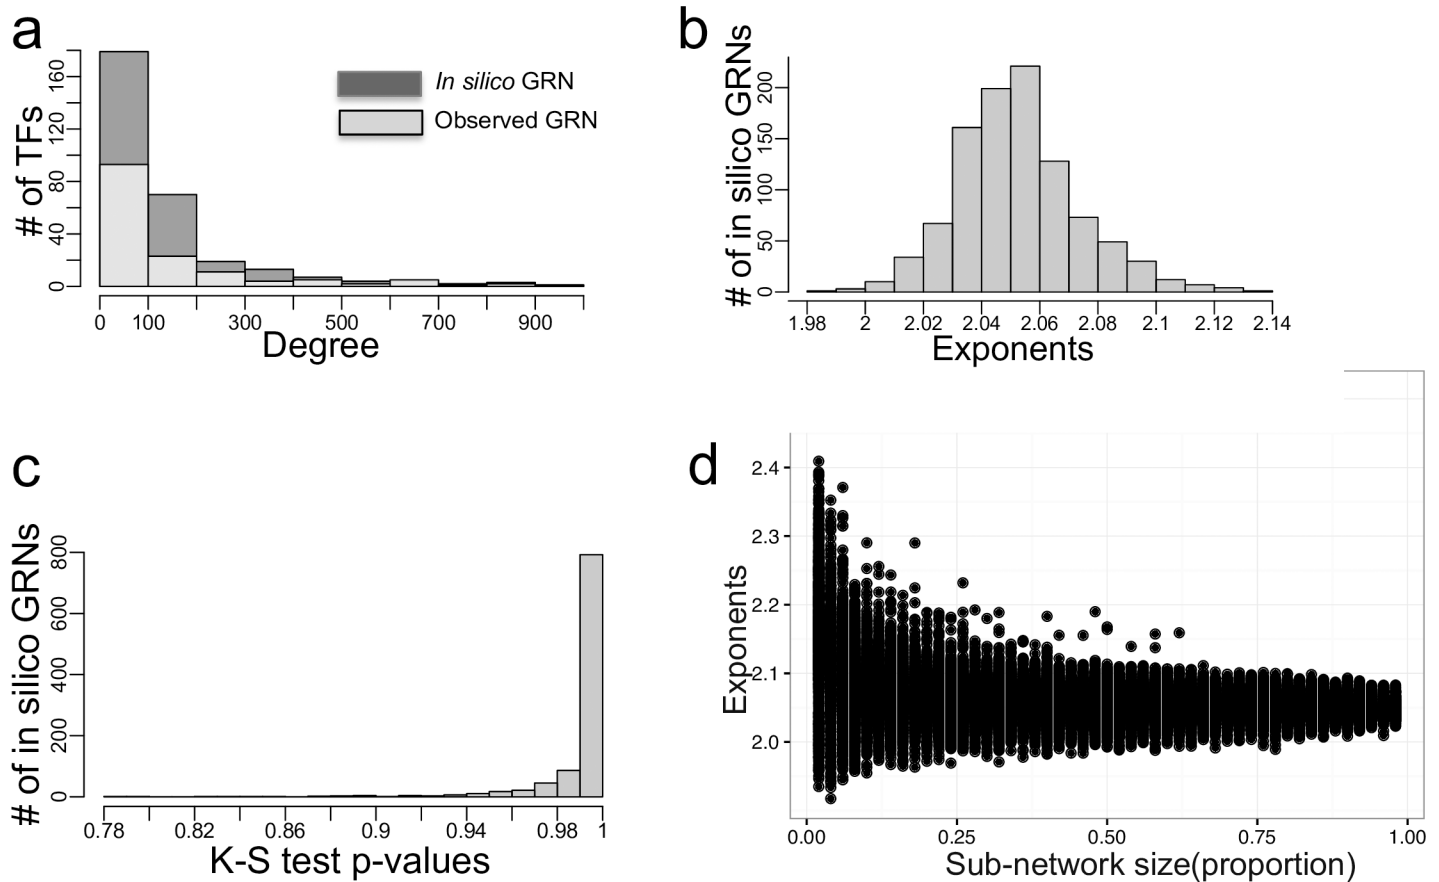 a
# of TFs
0 40 80 120 160
In silico GRN
Observed GRN
0 100 300 500 700 900
Degree
b
# of in silico GRNs
0 50 100 150 200
1.98 2 2.02 2.04 2.06 2.08 2.1 2.12 2.14
Exponents
c
# of in silico GRNs
0 200 400 600 800
0.78 0.82 0.86 0.9 0.94 0.98 1
K-S test p-values
d
Exponents
2.4
2.3
2.2
2.1
2.0
0.00 0.25 0.50 0.75 1.00
Sub-network size(proportion)